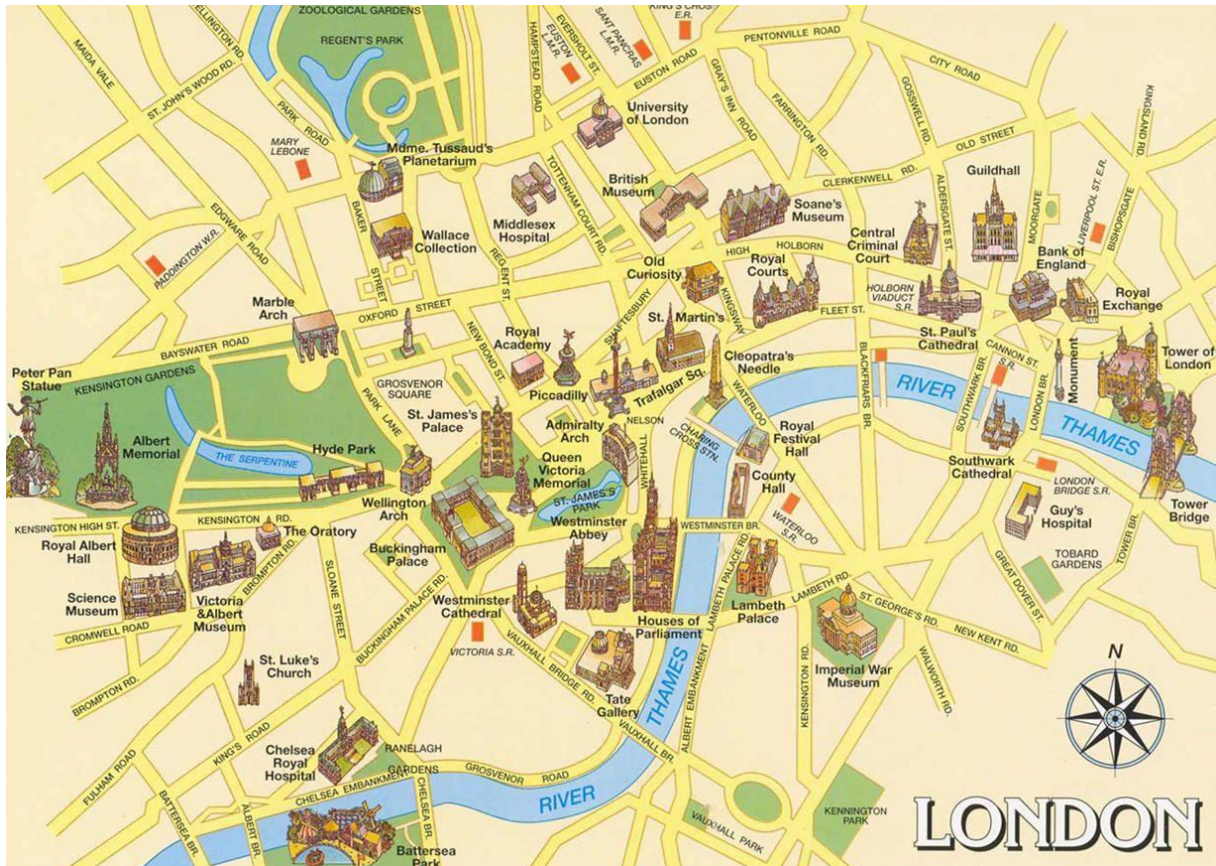 ZOOLOGICAL GARDENS
REGENT'S PARK
MAIDA VALE
ST. JOHN'S WOOD RD.
ELLINGTON RD.
PARK ROAD
MARY
LEBONE
EDGWARE ROAD
PADDINGTON W.R.
HAMPSTEAD ROAD
EVERSHOLT ST.
EUSTON
L.M.R.
SANT PANCRAS
L.M.R.
KING'S CROS
E.R.
EUSTON ROAD
PENTONVILLE ROAD
GRAY'S INN ROAD
FARRINGTON RD.
GOSSWELL RD.
CITY ROAD
OLD STREET
KINGSLAND RD.
University
of London
Mdme. Tussaud's
Planetarium
BAKER
STREET
Wallace
Collection
Middlesex
Hospital
TOTTENHAM COURT RD.
British
Museum
Soane's
Museum
CLERKENWELL RD.
Guildhall
Central
Criminal
Court
ALDERSGATE ST.
MOORGATE
LIVERPOOL ST. E.R.
BISHOPSGATE
HIGH
HOLBORN
Bank of
England
Royal
Exchange
HOLBORN
VIADUCT
S.R.
Old
Curiosity
Royal
Courts
KINGSWAY
FLEET ST.
REGENT ST.
Marble
Arch
OXFORD
STREET
NEW BOND ST.
SHAFTESBURY
St. Martin's
Royal
Academy
BAYSWATER ROAD
KENSINGTON GARDENS
Peter Pan
Statue
PARK LANE
GROSVENOR
SQUARE
Piccadilly
Trafalgar Sq.
Cleopatra's
Needle
BLACKFRIARS BR.
St. Paul's
Cathedral
CANNON ST.
S.R.
Monument
Tower of
London
RIVER
THAMES
SOUTHWARK BR.
LONDON BR.
WATERLOO
NELSON
CHARING
CROSS STN.
Royal
Festival
Hall
County
Hall
WATERLOO
S.R.
Southwark
Cathedral
LONDON
BRIDGE S.R.
Guy's
Hospital
Tower
Bridge
TOWER BR.
TOBARD
GARDENS
GREAT DOVER ST.
Albert
Memorial
THE SERPENTINE
Hyde Park
St. James's
Palace
Admiralty
Arch
Queen
Victoria
Memorial
WHITEHALL
ST. JAMES'S
PARK
Wellington
Arch
Westminster
Abbey
WESTMINSTER BR.
KENSINGTON HIGH ST.
KENSINGTON RD.
Royal Albert
Hall
The Oratory
BROMPTON RD.
Science
Museum
Victoria
&Albert
Museum
SLOANE STREET
Buckingham
Palace
BUCKINGHAM PALACE RD.
Westminster
Cathedral
VICTORIA S.R.
VAUXHALL BRIDGE RD.
Houses of
Parliament
Tate
Gallery
LAMBETH PALACE RD
Lambeth
Palace
LAMBETH RD.
ST. GEORGE'S RD.
NEW KENT RD.
Imperial War
Museum
KENSINGTON RD.
WALWORTH RD.
THAMES
ALBERT EMBANKMENT
VAUXHALL BR.
CROMWELL ROAD
BROMPTON RD.
St. Luke's
Church
KING'S ROAD
FULHAM ROAD
Chelsea
Royal
Hospital
RANELAGH
GARDENS
GROSVENOR ROAD
CHELSEA EMBANKMENT
CHELSEA BR.
BATTERSEA BR.
ALBERT BR.
RIVER
Battersea
Park
VAUXHALL PARK
KENNINGTON
PARK
N
LONDON